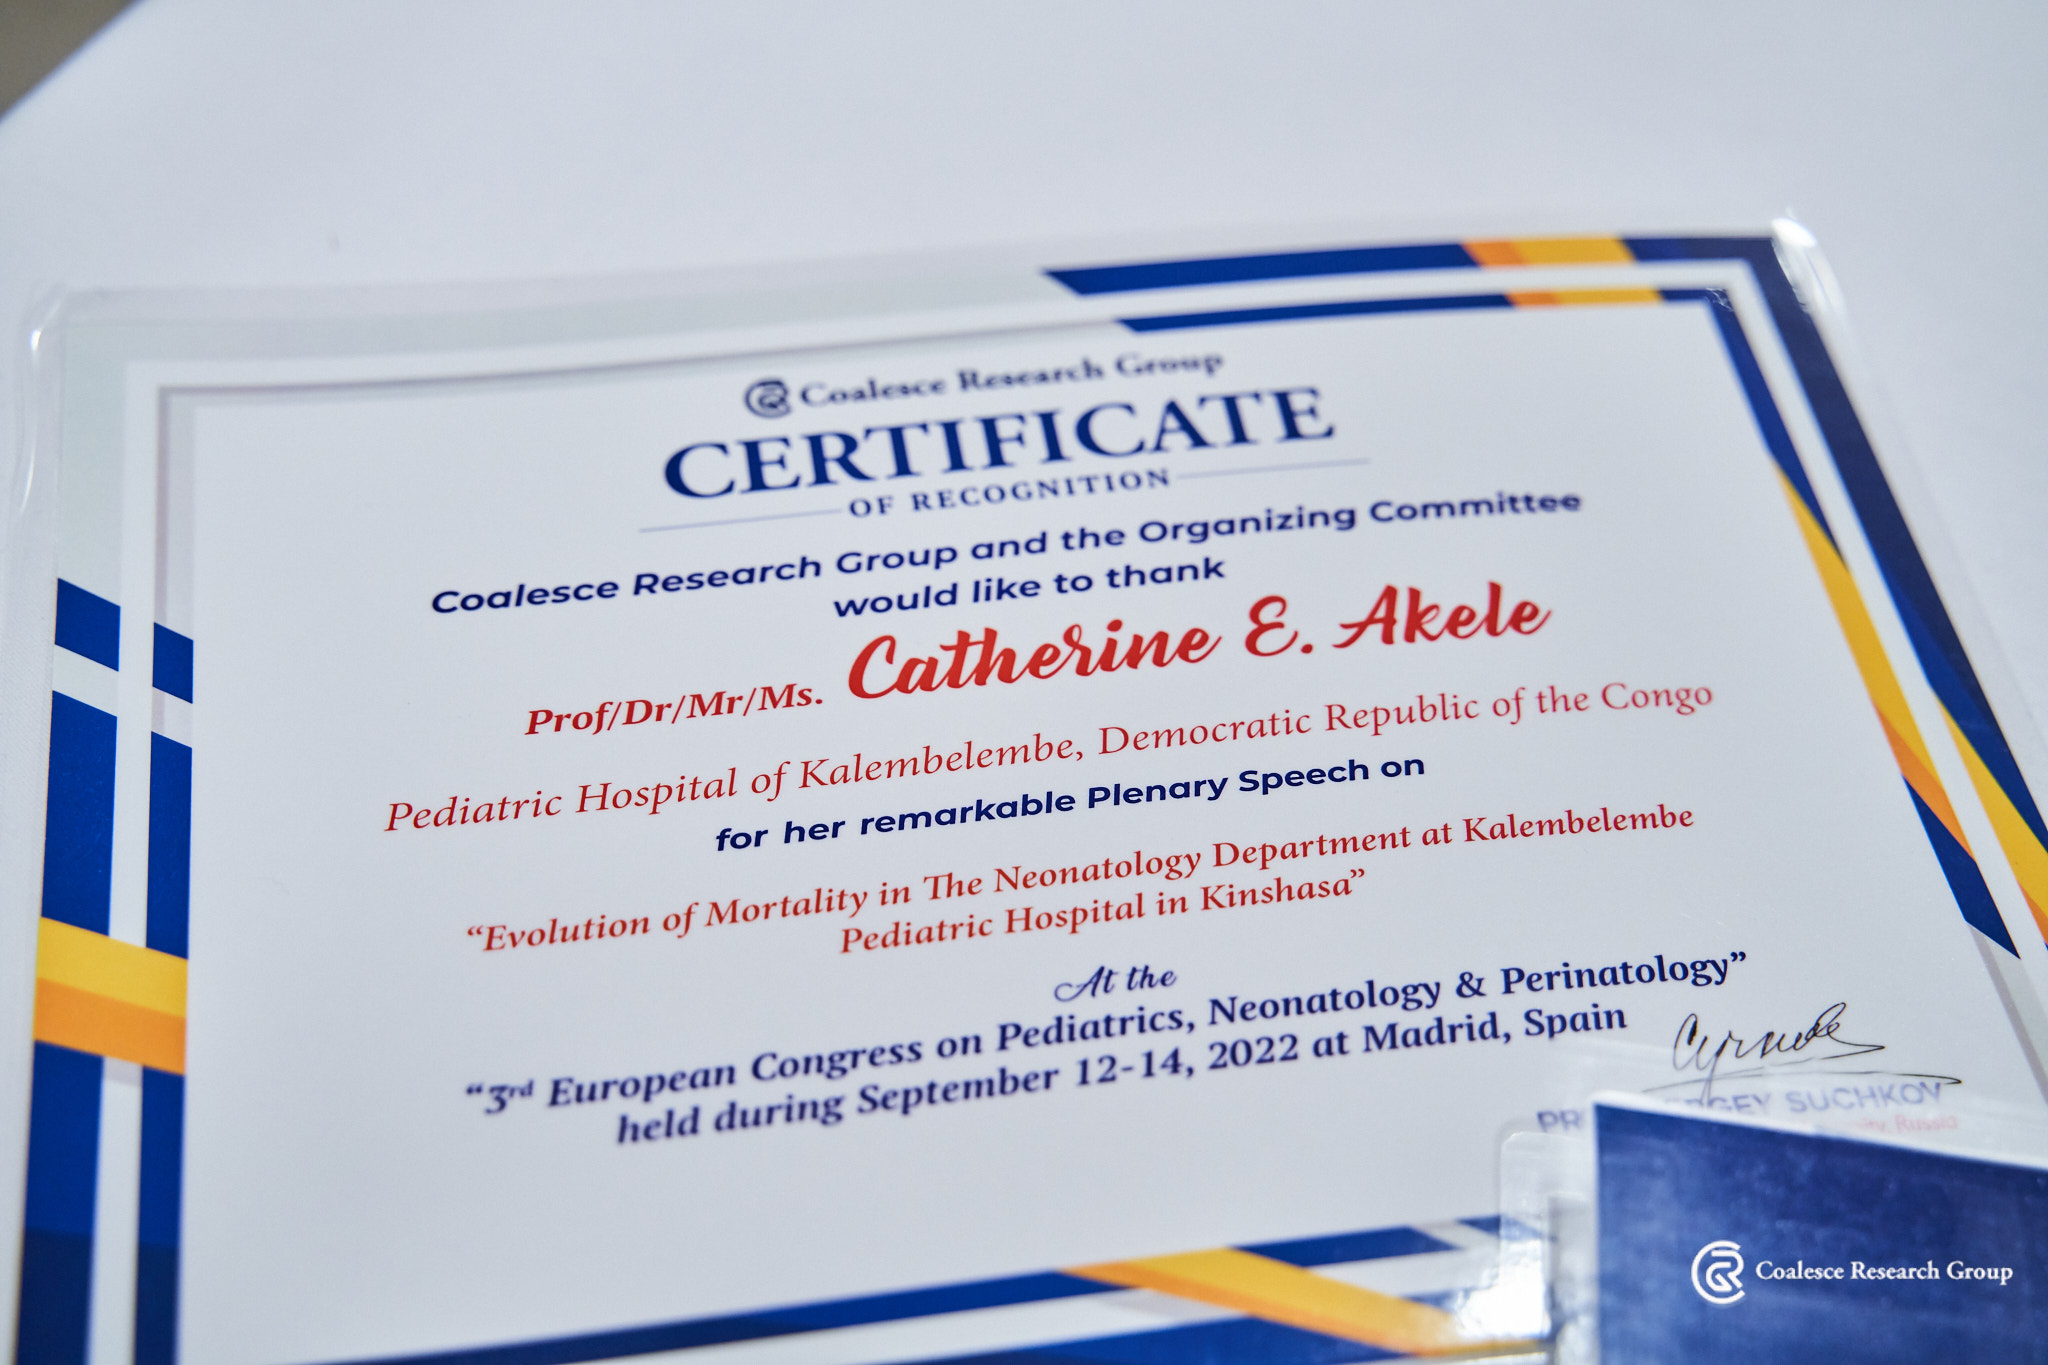 Coalesce Research Group
CERTIFICATE
OF RECOGNITION
Coalesce Research Group and the Organizing Committee
would like to thank
Prof/Dr/Mr/Ms. Catherine E. Akele
Pediatric Hospital of Kalembelembe, Democratic Republic of the Congo
for her remarkable Plenary Speech on
“Evolution of Mortality in The Neonatology Department at Kalembelembe
Pediatric Hospital in Kinshasa”
At the
“3rd European Congress on Pediatrics, Neonatology & Perinatology”
held during September 12-14, 2022 at Madrid, Spain
SUCHKOV
Russia
Coalesce Research Group